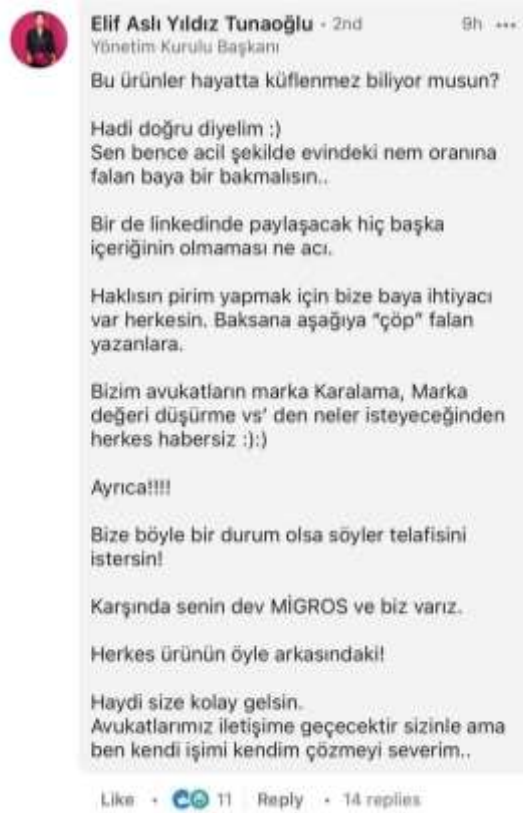 Elif Aslı Yıldız Tunaoğlu · 2nd
9h ...
Yönetim Kurulu Başkanı
Bu ürünler hayatta küflenmez biliyor musun?
Hadi doğru diyelim :)
Sen bence acil şekilde evindeki nem oranına
falan baya bir bakmalısın..
Bir de linkedinde paylaşacak hiç başka
içeriğinin olmaması ne acı.
Haklısın pirim yapmak için bize baya ihtiyacı
var herkesin. Baksana aşağıya "çöp" falan
yazanlara.
Bizim avukatların marka Karalama, Marka
değeri düşürme vs' den neler isteyeceğinden
herkes habersiz :):)
Ayrıca!!!!
Bize böyle bir durum olsa söyler telafisini
istersin!
Karşında senin dev MİGROS ve biz varız.
Herkes ürünün öyle arkasındaki!
Haydi size kolay gelsin.
Avukatlarımız iletişime geçecektir sizinle ama
ben kendi işimi kendim çözmeyi severim..
Like · 11 Reply · 14 replies